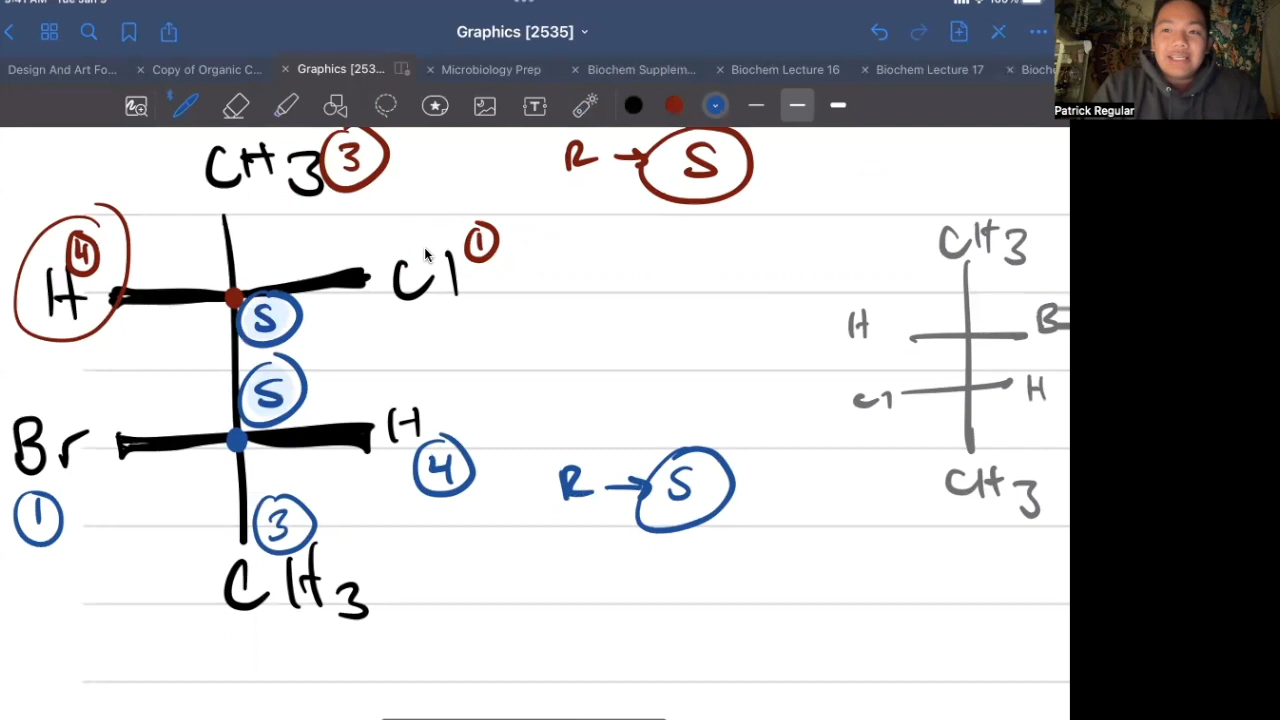 Graphics [2535]
Design And Art Fo...
Copy of Organic C...
Graphics [253...
Microbiology Prep
Biochem Supplem...
Biochem Lecture 16
Biochem Lecture 17
Patrick Regular
CH3 3
R → S
4
H
Cl 1
S
S
Br
H
1
4
3
R → S
CH3
CH3
H
B
Cl
H
CH3